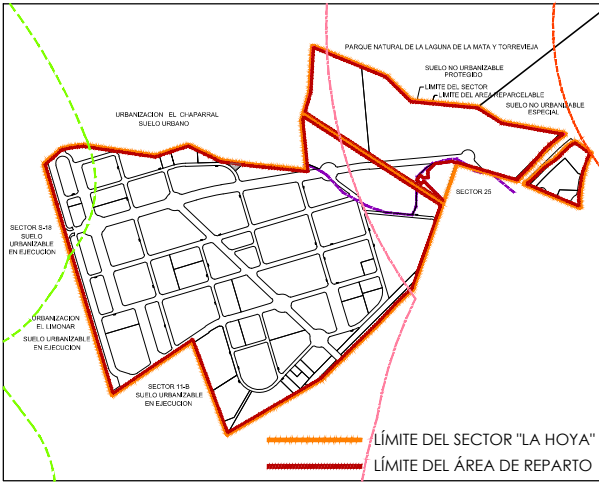 PARQUE NATURAL DE LA LAGUNA DE LA MATA Y TORREVIEJA
SUELO NO URBANIZABLE
PROTEGIDO
LIMITE DEL SECTOR
LIMITE DEL AREA REPARCELABLE
SUELO NO URBANIZABLE
ESPECIAL
URBANIZACION EL CHAPARRAL
SUELO URBANO
SECTOR 25
SECTOR S-18
SUELO
URBANIZABLE
EN EJECUCION
URBANIZACION
EL LIMONAR
SUELO URBANIZABLE
EN EJECUCION
SECTOR 11-B
SUELO URBANIZABLE
EN EJECUCION
LÍMITE DEL SECTOR "LA HOYA"
LÍMITE DEL ÁREA DE REPARTO